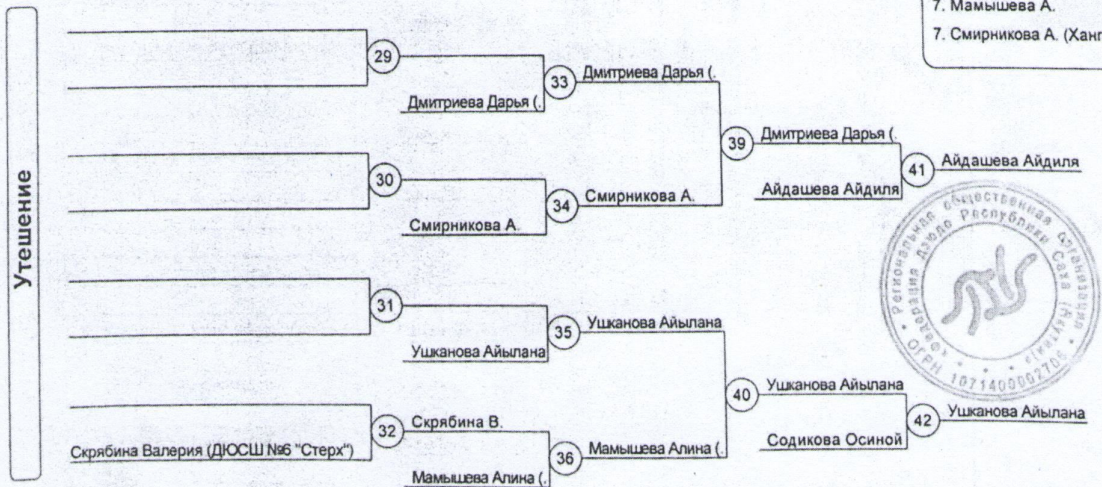 7. Мамышева А.
7. Смирникова А. (Ханг
Утешение
29
Дмитриева Дарья (.
33
Дмитриева Дарья (.
30
Смирникова А.
34
Смирникова А.
39
Дмитриева Дарья (.
Айдашева Айдиля
41
Айдашева Айдиля
31
Ушканова Айылана
35
Ушканова Айылана
Скрябина Валерия (ДЮСШ №6 "Стерх")
32
Скрябина В.
Мамышева Алина (.
36
Мамышева Алина (.
40
Ушканова Айылана
Содикова Осиной
42
Ушканова Айылана
Региональная общественная организация
«Федерация Дзюдо Республики Саха (Якутия)»
ОГРН 1071400002706